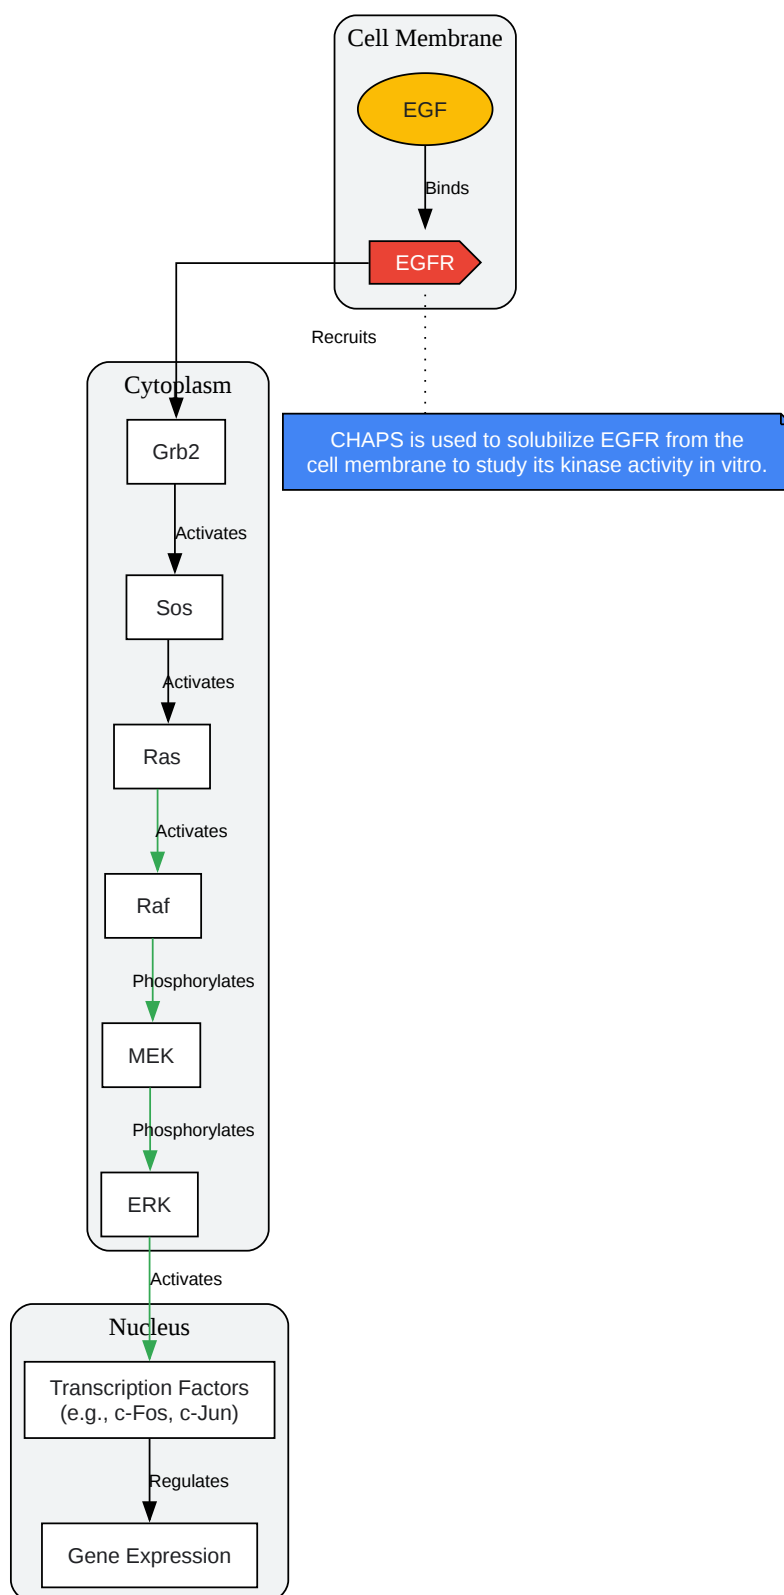 Cell Membrane
EGF
Binds
EGFR
Recruits
CHAPS is used to solubilize EGFR from the
cell membrane to study its kinase activity in vitro.
Cytoplasm
Grb2
Activates
Sos
Activates
Ras
Activates
Raf
Phosphorylates
MEK
Phosphorylates
ERK
Activates
Nucleus
Transcription Factors
(e.g., c-Fos, c-Jun)
Regulates
Gene Expression